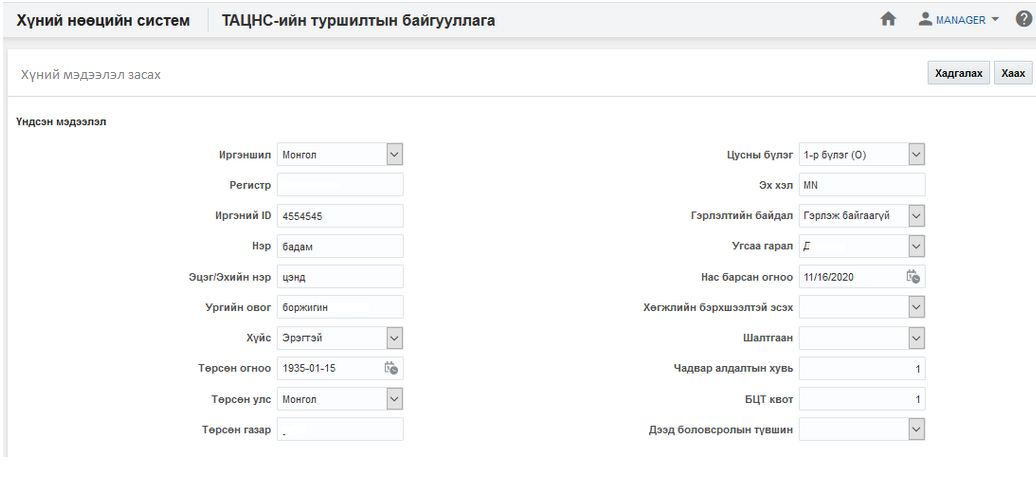 Хүний нөөцийн систем ТАЦНС-ийн туршилтын байгууллага MANAGER
Хүний мэдээлэл засах Хадгалах Хаах
Үндсэн мэдээлэл
Иргэншил Монгол Цусны бүлэг 1-р бүлэг (O)
Регистр Эх хэл MN
Иргэний ID 4554545 Гэрлэлтийн байдал Гэрлэж байгаагүй
Нэр бадам Угсаа гарал
Эцэг/Эхийн нэр цэнд Нас барсан огноо 11/16/2020
Ургийн овог боржигин Хөгжлийн бэрхшээлтэй эсэх
Хүйс Эрэгтэй Шалтгаан
Төрсөн огноо 1935-01-15 Чадвар алдалтын хувь 1
Төрсөн улс Монгол БЦТ квот 1
Төрсөн газар - Дээд боловсролын түвшин